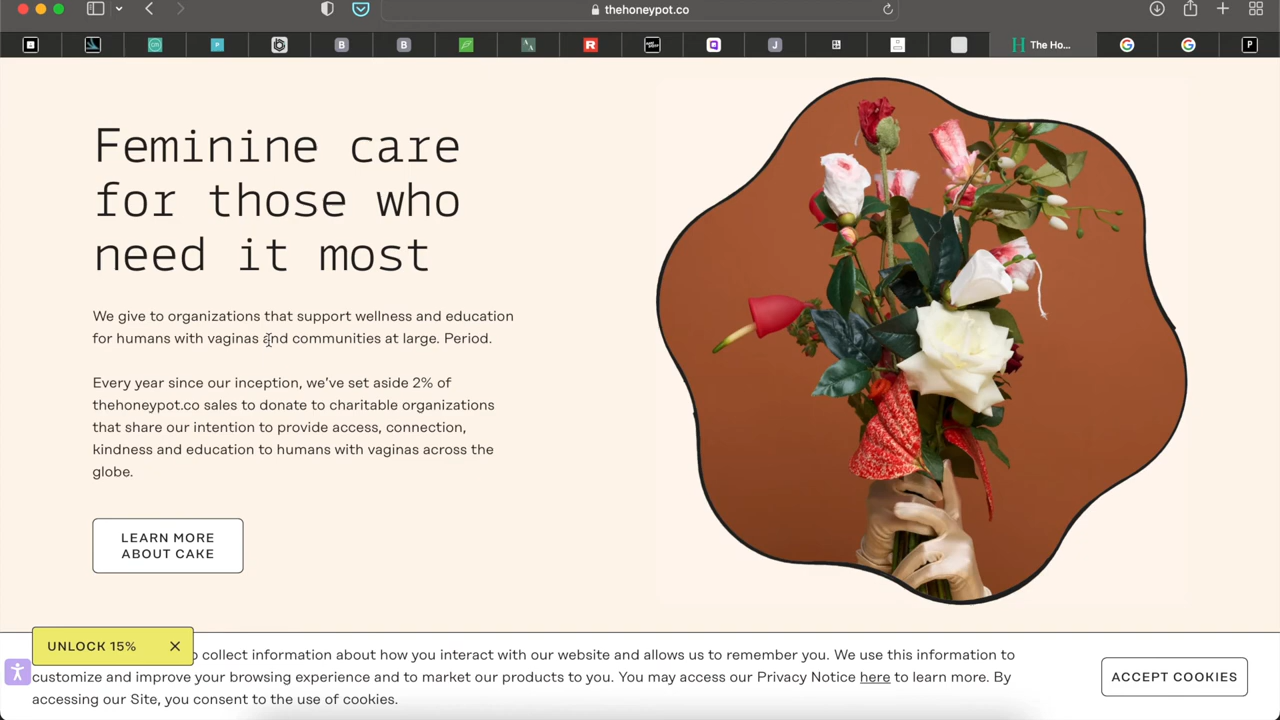 thehoneypot.co
The Ho...
Feminine care
for those who
need it most
We give to organizations that support wellness and education
for humans with vaginas and communities at large. Period.
Every year since our inception, we've set aside 2% of
thehoneypot.co sales to donate to charitable organizations
that share our intention to provide access, connection,
kindness and education to humans with vaginas across the
globe.
LEARN MORE
ABOUT CAKE
UNLOCK 15%
to collect information about how you interact with our website and allows us to remember you. We use this information to
customize and improve your browsing experience and to market our products to you. You may access our Privacy Notice here to learn more. By
accessing our Site, you consent to the use of cookies.
ACCEPT COOKIES